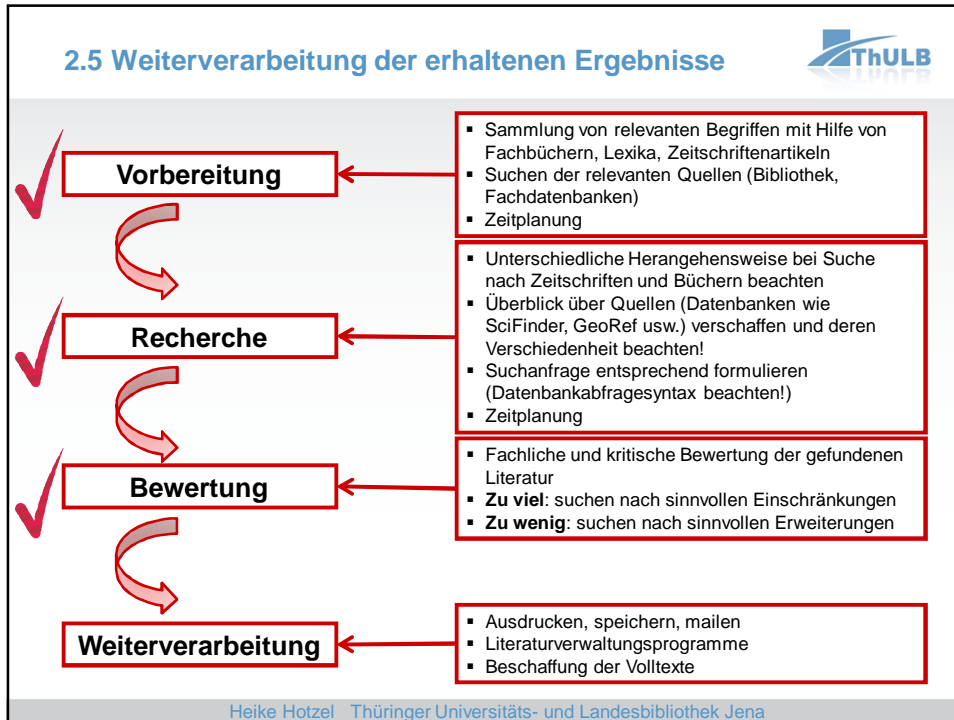 2.5 Weiterverarbeitung der erhaltenen Ergebnisse
ThULB
Vorbereitung
▪ Sammlung von relevanten Begriffen mit Hilfe von
Fachbüchern, Lexika, Zeitschriftenartikeln
▪ Suchen der relevanten Quellen (Bibliothek,
Fachdatenbanken)
▪ Zeitplanung
Recherche
▪ Unterschiedliche Herangehensweise bei Suche
nach Zeitschriften und Büchern beachten
▪ Überblick über Quellen (Datenbanken wie
SciFinder, GeoRef usw.) verschaffen und deren
Verschiedenheit beachten!
▪ Suchanfrage entsprechend formulieren
(Datenbankabfragesyntax beachten!)
▪ Zeitplanung
Bewertung
▪ Fachliche und kritische Bewertung der gefundenen
Literatur
▪ Zu viel: suchen nach sinnvollen Einschränkungen
▪ Zu wenig: suchen nach sinnvollen Erweiterungen
Weiterverarbeitung
▪ Ausdrucken, speichern, mailen
▪ Literaturverwaltungsprogramme
▪ Beschaffung der Volltexte
Heike Hotzel Thüringer Universitäts- und Landesbibliothek Jena